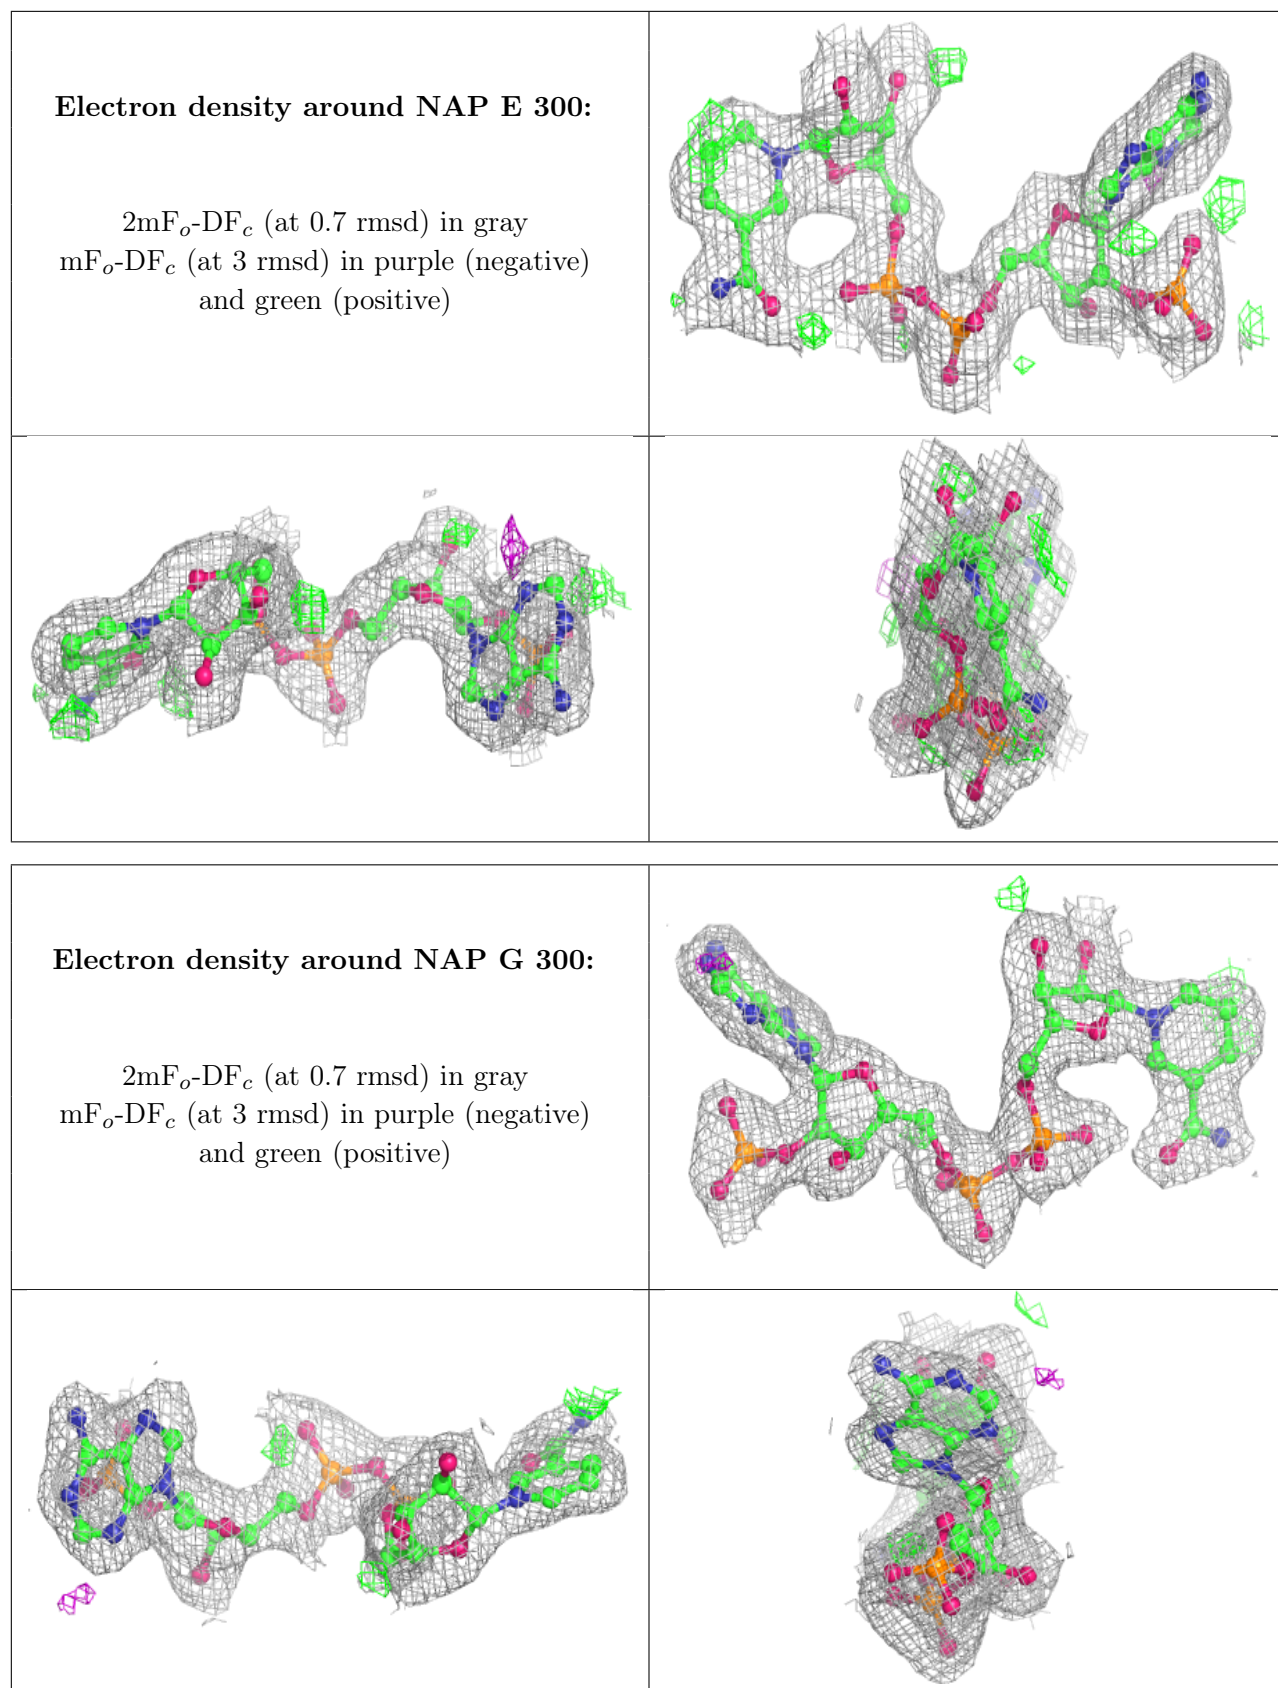 Electron density around NAP E 300:
2mFo-DFc (at 0.7 rmsd) in gray
mFo-DFc (at 3 rmsd) in purple (negative)
and green (positive)
Electron density around NAP G 300:
2mFo-DFc (at 0.7 rmsd) in gray
mFo-DFc (at 3 rmsd) in purple (negative)
and green (positive)